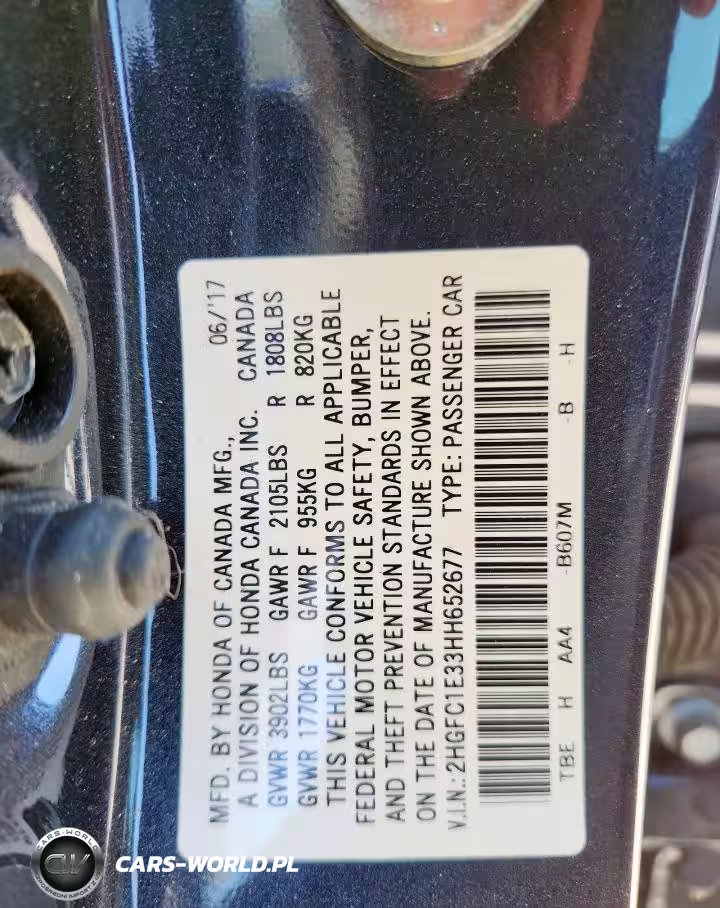 MFD. BY HONDA OF CANADA MFG., 06/'17
A DIVISION OF HONDA CANADA INC. CANADA
GVWR 3902LBS GAWR F 2105LBS R 1808LBS
GVWR 1770KG GAWR F 955KG R 820KG
THIS VEHICLE CONFORMS TO ALL APPLICABLE
FEDERAL MOTOR VEHICLE SAFETY, BUMPER,
AND THEFT PREVENTION STANDARDS IN EFFECT
ON THE DATE OF MANUFACTURE SHOWN ABOVE.
V.I.N.: 2HGFC1E33HH652677 TYPE: PASSENGER CAR
TBE H AA4 -B607M -B -H
CARS-WORLD
CW
CARS-WORLD.PL